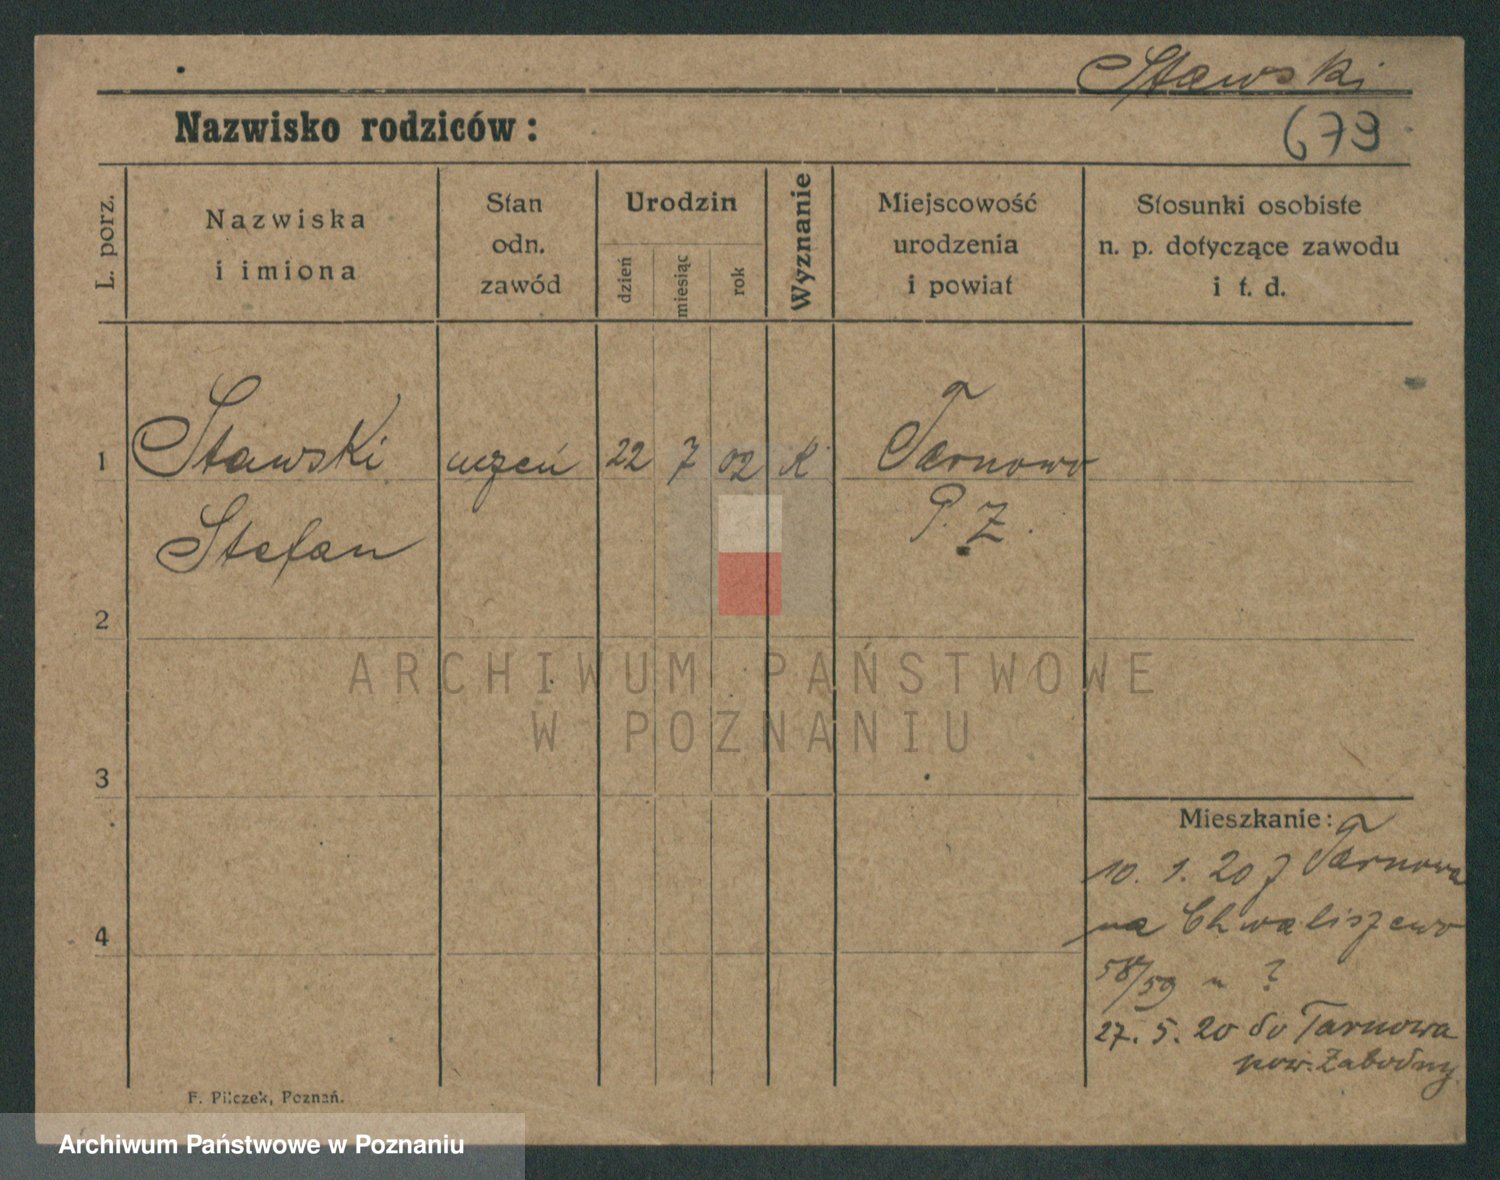 Stawski
Nazwisko rodziców:
679
L. porz.
Nazwiska
i imiona
Stan
odn.
zawód
Urodzin
dzień
miesiąc
rok
Wyznanie
Miejscowość
urodzenia
i powiat
Stosunki osobiste
n. p. dotyczące zawodu
i t. d.
1 Stawski uczeń 22 7 02 K Tarnowo
Stefan P. Z.
2
ARCHIWUM PAŃSTWOWE
W POZNANIU
3
Mieszkanie:
10. 1. 20 z Tarnowa
na Chwaliszewo
4
58/59 " ?
27. 5. 20 do Tarnowa
pow.
F. Pilczek, Poznań.
Archiwum Państwowe w Poznaniu